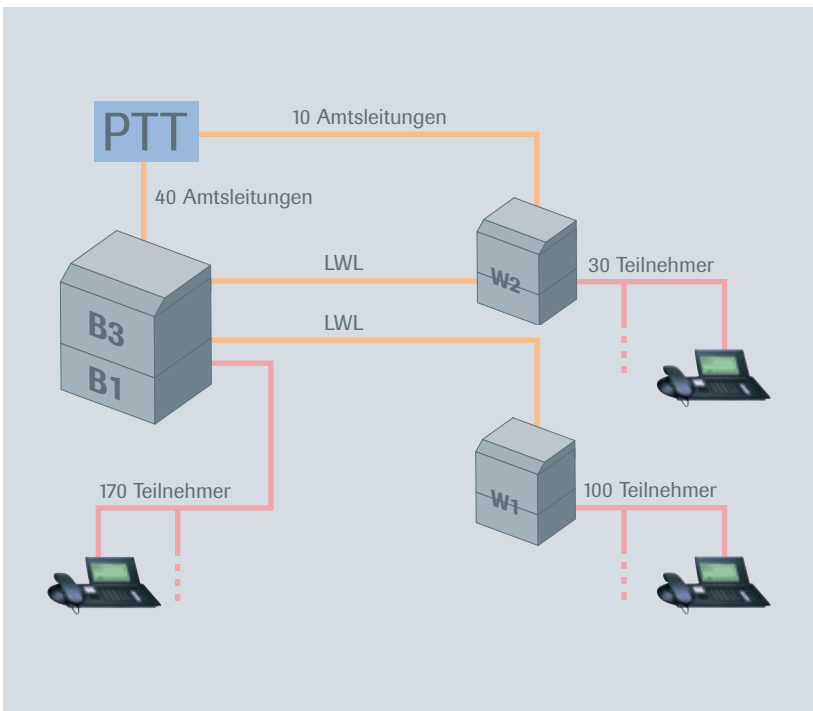 10 Amtsleitungen
PTT
40 Amtsleitungen
LWL
W2
30 Teilnehmer
LWL
B3
B1
170 Teilnehmer
W1
100 Teilnehmer